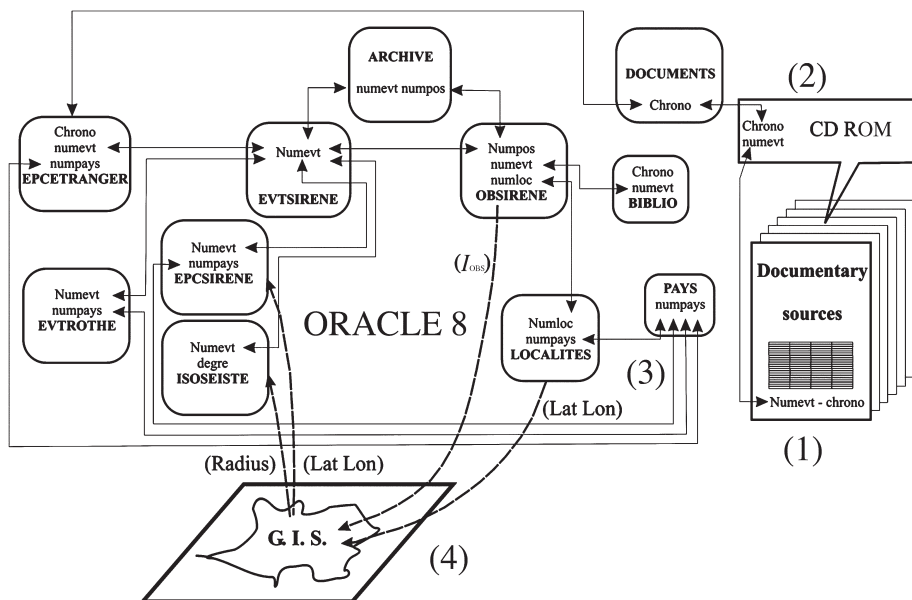 ARCHIVE
numevt numpos
DOCUMENTS
Chrono
(2)
Chrono
numevt
CD ROM
Chrono
numevt
numpays
EPCETRANGER
Numevt
EVTSIRENE
Numpos
numevt
numloc
OBSIRENE
Chrono
numevt
BIBLIO
Numevt
numpays
EPCSIRENE
(IOBS)
Documentary
sources
Numevt - chrono
(1)
Numevt
numpays
EVTROTHE
ORACLE 8
PAYS
numpays
Numloc
numpays
LOCALITES
(3)
Numevt
degre
ISOSEISTE
(Lat Lon)
(Radius)
(Lat Lon)
G. I. S.
(4)